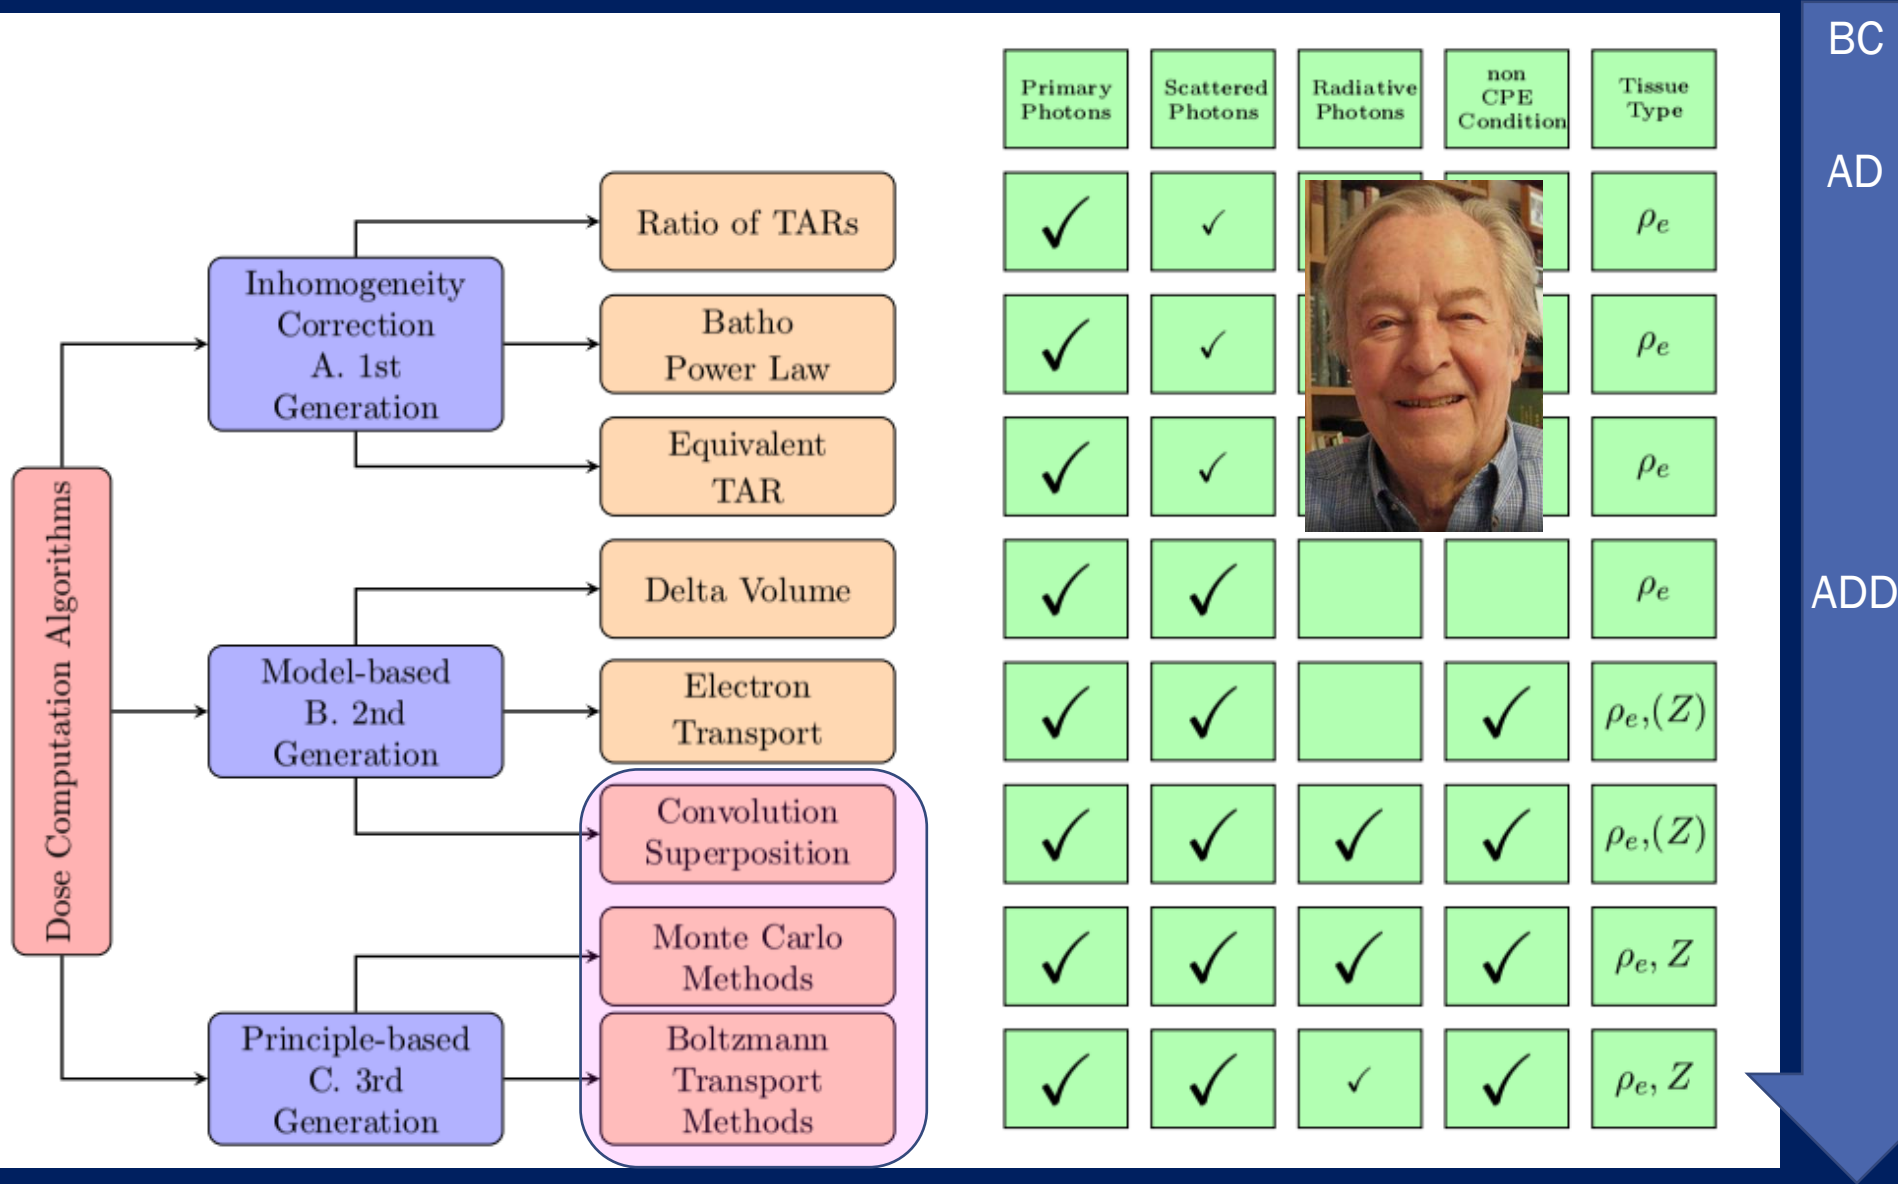 Primary
Photons
Scattered
Photons
Radiative
Photons
non
CPE
Condition
Tissue
Type
BC
AD
ADD
Dose Computation Algorithms
Inhomogeneity
Correction
A. 1st
Generation
Ratio of TARs
✓ ✓ ρe
Batho
Power Law
✓ ✓ ρe
Equivalent
TAR
✓ ✓ ρe
Model-based
B. 2nd
Generation
Delta Volume
✓ ✓ ρe
Electron
Transport
✓ ✓ ✓ ρe,(Z)
Convolution
Superposition
✓ ✓ ✓ ✓ ρe,(Z)
Principle-based
C. 3rd
Generation
Monte Carlo
Methods
✓ ✓ ✓ ✓ ρe, Z
Boltzmann
Transport
Methods
✓ ✓ ✓ ✓ ρe, Z